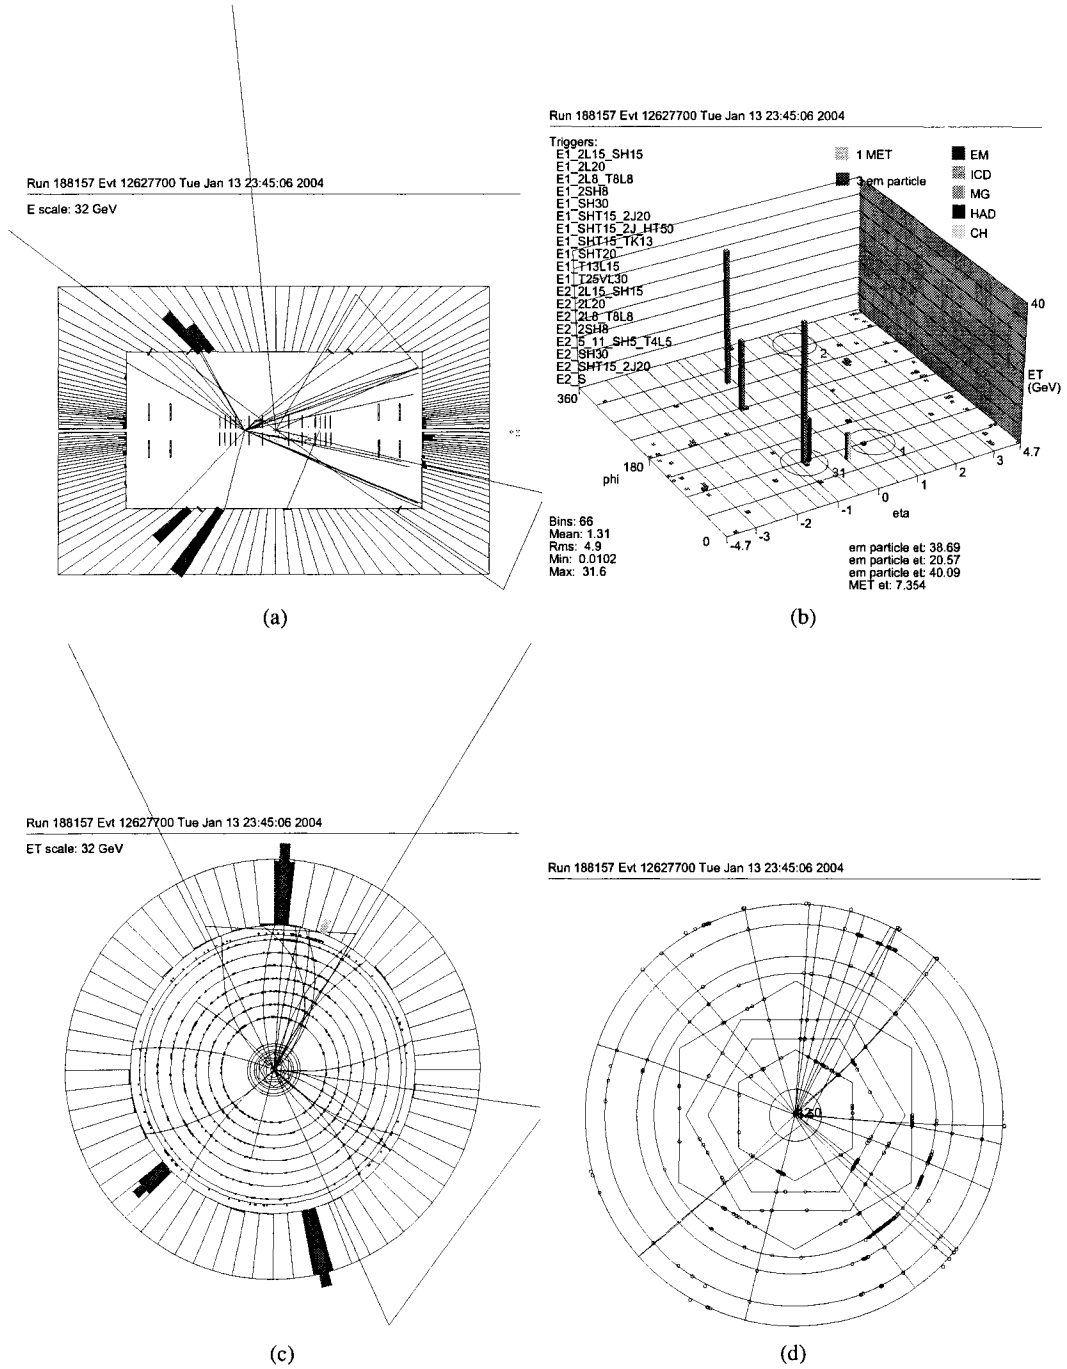 Run 188157 Evt 12627700 Tue Jan 13 23:45:06 2004
E scale: 32 GeV
(a)
Run 188157 Evt 12627700 Tue Jan 13 23:45:06 2004
Triggers:
E1_2L15_SH15
E1_2L20
E1_2L8_T8L8
E1_2SH8
E1_SH30
E1_SHT15_2J20
E1_SHT15_2J_HT50
E1_SHT15_TK13
E1_SHT20
E1_T13L15
E1_T25VL30
E2_2L15_SH15
E2_2L20
E2_2L8_T8L8
E2_2SH8
E2_5_11_SH5_T4L5
E2_SH30
E2_SHT15_2J20
E2_S
1 MET
3 em particle
EM
ICD
MG
HAD
CH
40
ET
(GeV)
360
180
phi
0
-4.7
-3
-2
-1
0
1
2
3
4.7
eta
2
31
1
Bins: 66
Mean: 1.31
Rms: 4.9
Min: 0.0102
Max: 31.6
em particle et: 38.69
em particle et: 20.57
em particle et: 40.09
MET et: 7.354
(b)
Run 188157 Evt 12627700 Tue Jan 13 23:45:06 2004
ET scale: 32 GeV
(c)
Run 188157 Evt 12627700 Tue Jan 13 23:45:06 2004
(d)